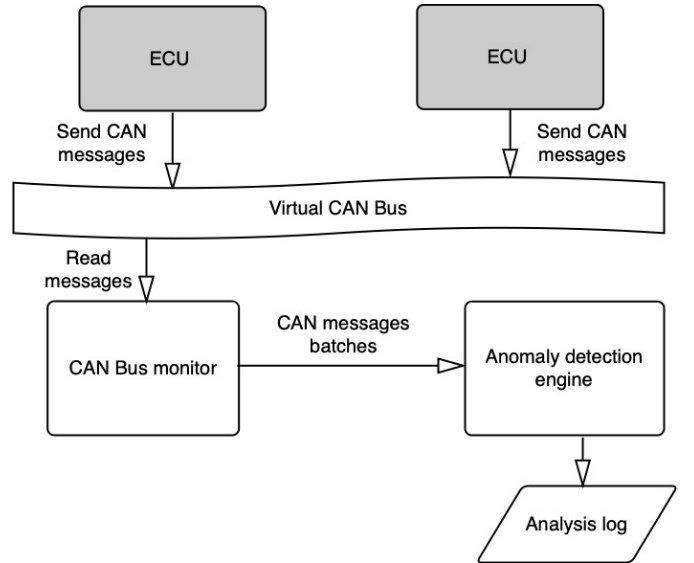 ECU
ECU
Send CAN
messages
Send CAN
messages
Virtual CAN Bus
Read
messages
CAN messages
batches
CAN Bus monitor
Anomaly detection
engine
Analysis log